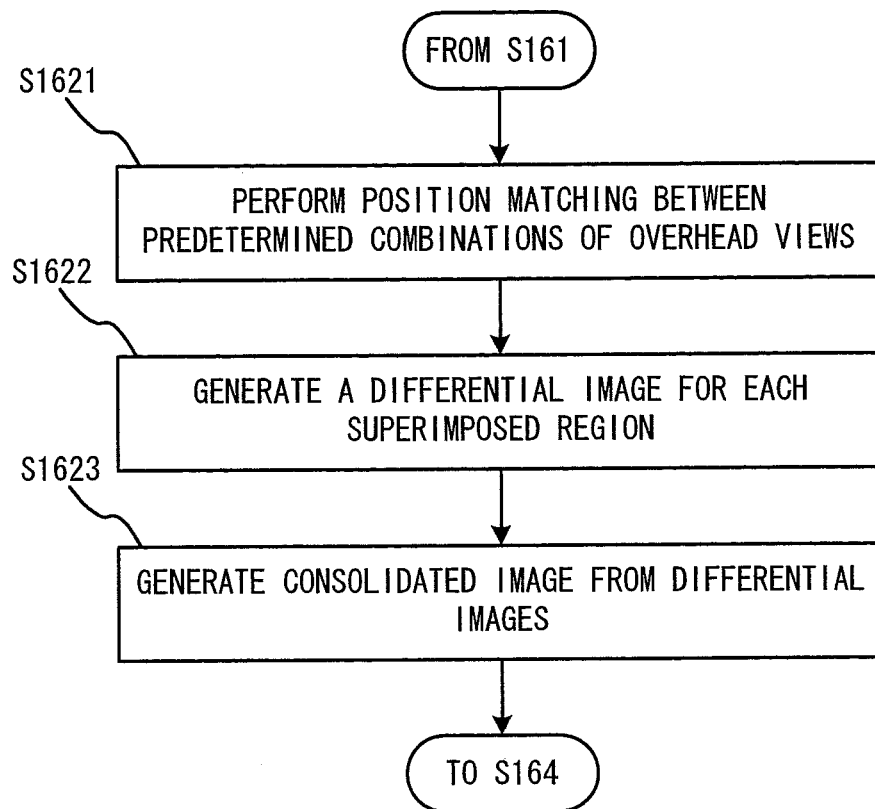 FROM S161
S1621
PERFORM POSITION MATCHING BETWEEN
PREDETERMINED COMBINATIONS OF OVERHEAD VIEWS
S1622
GENERATE A DIFFERENTIAL IMAGE FOR EACH
SUPERIMPOSED REGION
S1623
GENERATE CONSOLIDATED IMAGE FROM DIFFERENTIAL
IMAGES
TO S164